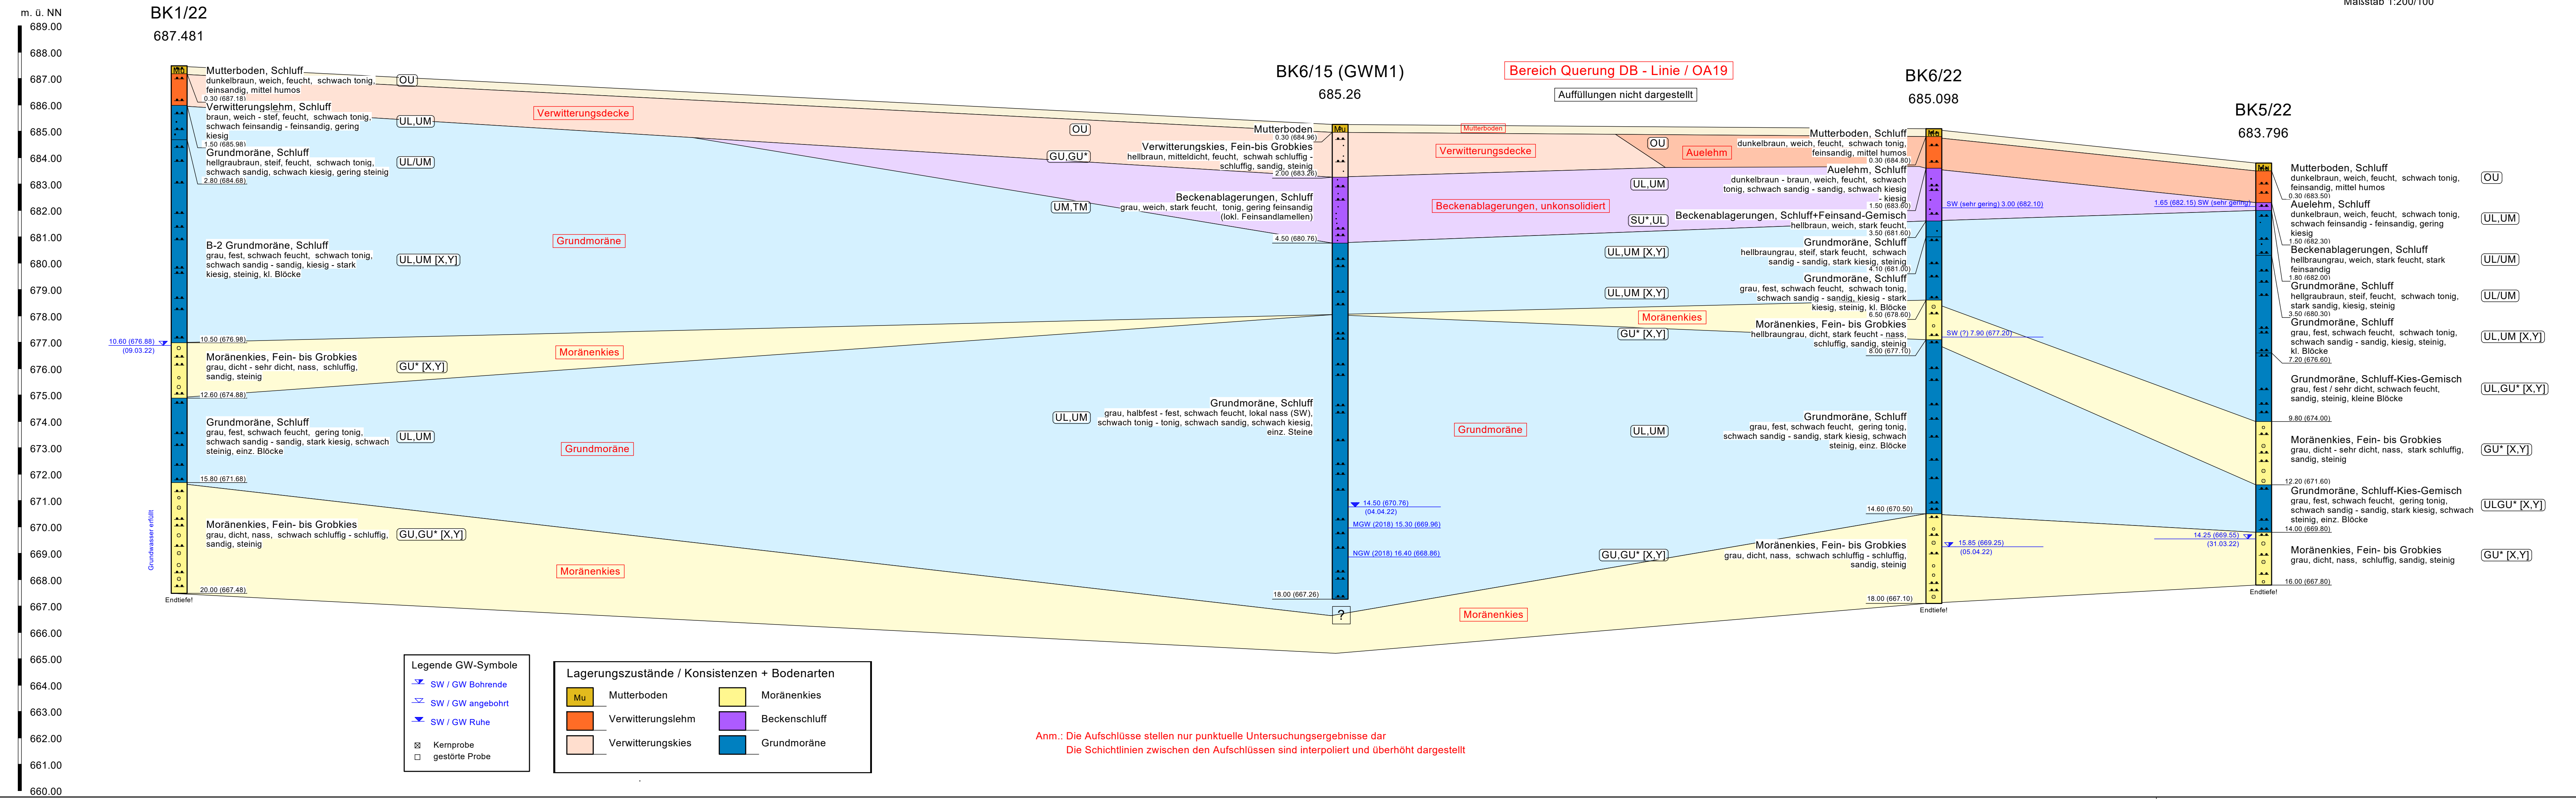 Maßstab 1:200/100
m. ü. NN
689.00
688.00
687.00
686.00
685.00
684.00
683.00
682.00
681.00
680.00
679.00
678.00
677.00
676.00
675.00
674.00
673.00
672.00
671.00
670.00
669.00
668.00
667.00
666.00
665.00
664.00
663.00
662.00
661.00
660.00
BK1/22
687.481
Mutterboden, Schluff
dunkelbraun, weich, feucht, schwach tonig,
feinsandig, mittel humos
0.30 (687.18)
OU
Verwitterungslehm, Schluff
braun, weich - stef, feucht, schwach tonig,
schwach feinsandig - feinsandig, gering
kiesig
1.50 (685.98)
UL,UM
Grundmoräne, Schluff
hellgraubraun, steif, feucht, schwach tonig,
schwach sandig, schwach kiesig, gering steinig
2.80 (684.68)
UL/UM
B-2 Grundmoräne, Schluff
grau, fest, schwach feucht, schwach tonig,
schwach sandig - sandig, kiesig - stark
kiesig, steinig, kl. Blöcke
UL,UM [X,Y]
10.50 (676.98)
10.60 (676.88)
(09.03.22)
Moränenkies, Fein- bis Grobkies
grau, dicht - sehr dicht, nass, schluffig,
sandig, steinig
GU* [X,Y]
12.60 (674.88)
Grundmoräne, Schluff
grau, fest, schwach feucht, gering tonig,
schwach sandig - sandig, stark kiesig, schwach
steinig, einz. Blöcke
UL,UM
15.80 (671.68)
Grundwasser erfüllt
Moränenkies, Fein- bis Grobkies
grau, dicht, nass, schwach schluffig - schluffig,
sandig, steinig
GU,GU* [X,Y]
20.00 (667.48)
Endtiefe!
Verwitterungsdecke
Grundmoräne
Moränenkies
Grundmoräne
Moränenkies
BK6/15 (GWM1)
685.26
Mu
Mutterboden
0.30 (684.96)
OU
Verwitterungskies, Fein-bis Grobkies
hellbraun, mitteldicht, feucht, schwah schluffig -
schluffig, sandig, steinig
2.00 (683.26)
GU,GU*
Beckenablagerungen, Schluff
grau, weich, stark feucht, tonig, gering feinsandig
(lokl. Feinsandlamellen)
UM,TM
4.50 (680.76)
Grundmoräne, Schluff
grau, halbfest - fest, schwach feucht, lokal nass (SW),
schwach tonig - tonig, schwach sandig, schwach kiesig,
einz. Steine
UL,UM
14.50 (670.76)
(04.04.22)
MGW (2018) 15.30 (669.96)
NGW (2018) 16.40 (668.86)
18.00 (667.26)
?
Bereich Querung DB - Linie / OA19
Auffüllungen nicht dargestellt
Mutterboden
Verwitterungsdecke
Auelehm
Beckenablagerungen, unkonsolidiert
Moränenkies
Grundmoräne
Moränenkies
BK6/22
685.098
Mutterboden, Schluff
dunkelbraun, weich, feucht, schwach tonig,
feinsandig, mittel humos
0.30 (684.80)
OU
Auelehm, Schluff
dunkelbraun - braun, weich, feucht, schwach
tonig, schwach sandig - sandig, schwach kiesig
- kiesig
1.50 (683.60)
UL,UM
SW (sehr gering) 3.00 (682.10)
Beckenablagerungen, Schluff+Feinsand-Gemisch
hellbraun, weich, stark feucht,
3.50 (681.60)
SU*,UL
Grundmoräne, Schluff
hellbraungrau, steif, stark feucht, schwach
sandig - sandig, stark kiesig, steinig
4.10 (681.00)
UL,UM [X,Y]
Grundmoräne, Schluff
grau, fest, schwach feucht, schwach tonig,
schwach sandig - sandig, kiesig - stark
kiesig, steinig, kl. Blöcke
6.50 (678.60)
UL,UM [X,Y]
Moränenkies, Fein- bis Grobkies
hellbraungrau, dicht, stark feucht - nass,
schluffig, sandig, steinig
8.00 (677.10)
GU* [X,Y]
SW (?) 7.90 (677.20)
Grundmoräne, Schluff
grau, fest, schwach feucht, gering tonig,
schwach sandig - sandig, stark kiesig, schwach
steinig, einz. Blöcke
UL,UM
14.60 (670.50)
Moränenkies, Fein- bis Grobkies
grau, dicht, nass, schwach schluffig - schluffig,
sandig, steinig
GU,GU* [X,Y]
15.85 (669.25)
(05.04.22)
18.00 (667.10)
Endtiefe!
BK5/22
683.796
Mutterboden, Schluff
dunkelbraun, weich, feucht, schwach tonig,
feinsandig, mittel humos
0.30 (683.50)
OU
1.65 (682.15) SW (sehr gering)
Auelehm, Schluff
dunkelbraun, weich, feucht, schwach tonig,
schwach feinsandig - feinsandig, gering
kiesig
1.50 (682.30)
UL,UM
Beckenablagerungen, Schluff
hellbraungrau, weich, stark feucht, stark
feinsandig
1.80 (682.00)
UL/UM
Grundmoräne, Schluff
hellgraubraun, steif, feucht, schwach tonig,
stark sandig, kiesig, steinig
3.50 (680.30)
UL/UM
Grundmoräne, Schluff
grau, fest, schwach feucht, schwach tonig,
schwach sandig - sandig, kiesig, steinig,
kl. Blöcke
7.20 (676.60)
UL,UM [X,Y]
Grundmoräne, Schluff-Kies-Gemisch
grau, fest / sehr dicht, schwach feucht,
sandig, steinig, kleine Blöcke
UL,GU* [X,Y]
9.80 (674.00)
Moränenkies, Fein- bis Grobkies
grau, dicht - sehr dicht, nass, stark schluffig,
sandig, steinig
GU* [X,Y]
12.20 (671.60)
Grundmoräne, Schluff-Kies-Gemisch
grau, fest, schwach feucht, gering tonig,
schwach sandig - sandig, stark kiesig, schwach
steinig, einz. Blöcke
ULGU* [X,Y]
14.00 (669.80)
14.25 (669.55)
(31.03.22)
Moränenkies, Fein- bis Grobkies
grau, dicht, nass, schluffig, sandig, steinig
GU* [X,Y]
16.00 (667.80)
Endtiefe!
Legende GW-Symbole
SW / GW Bohrende
SW / GW angebohrt
SW / GW Ruhe
Kernprobe
gestörte Probe
Lagerungszustände / Konsistenzen + Bodenarten
Mu
Mutterboden
Moränenkies
Verwitterungslehm
Beckenschluff
Verwitterungskies
Grundmoräne
Anm.: Die Aufschlüsse stellen nur punktuelle Untersuchungsergebnisse dar
Die Schichtlinien zwischen den Aufschlüssen sind interpoliert und überhöht dargestellt